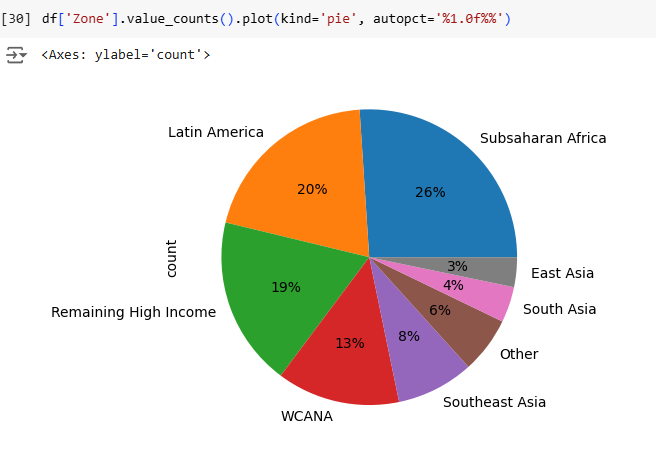 [30] df['Zone'].value_counts().plot(kind='pie', autopct='%1.0f%%')
<Axes: ylabel='count'>
Latin America
Subsaharan Africa
20%
26%
count
3%
East Asia
19%
4%
South Asia
Remaining High Income
6%
13%
8%
Other
Southeast Asia
WCANA